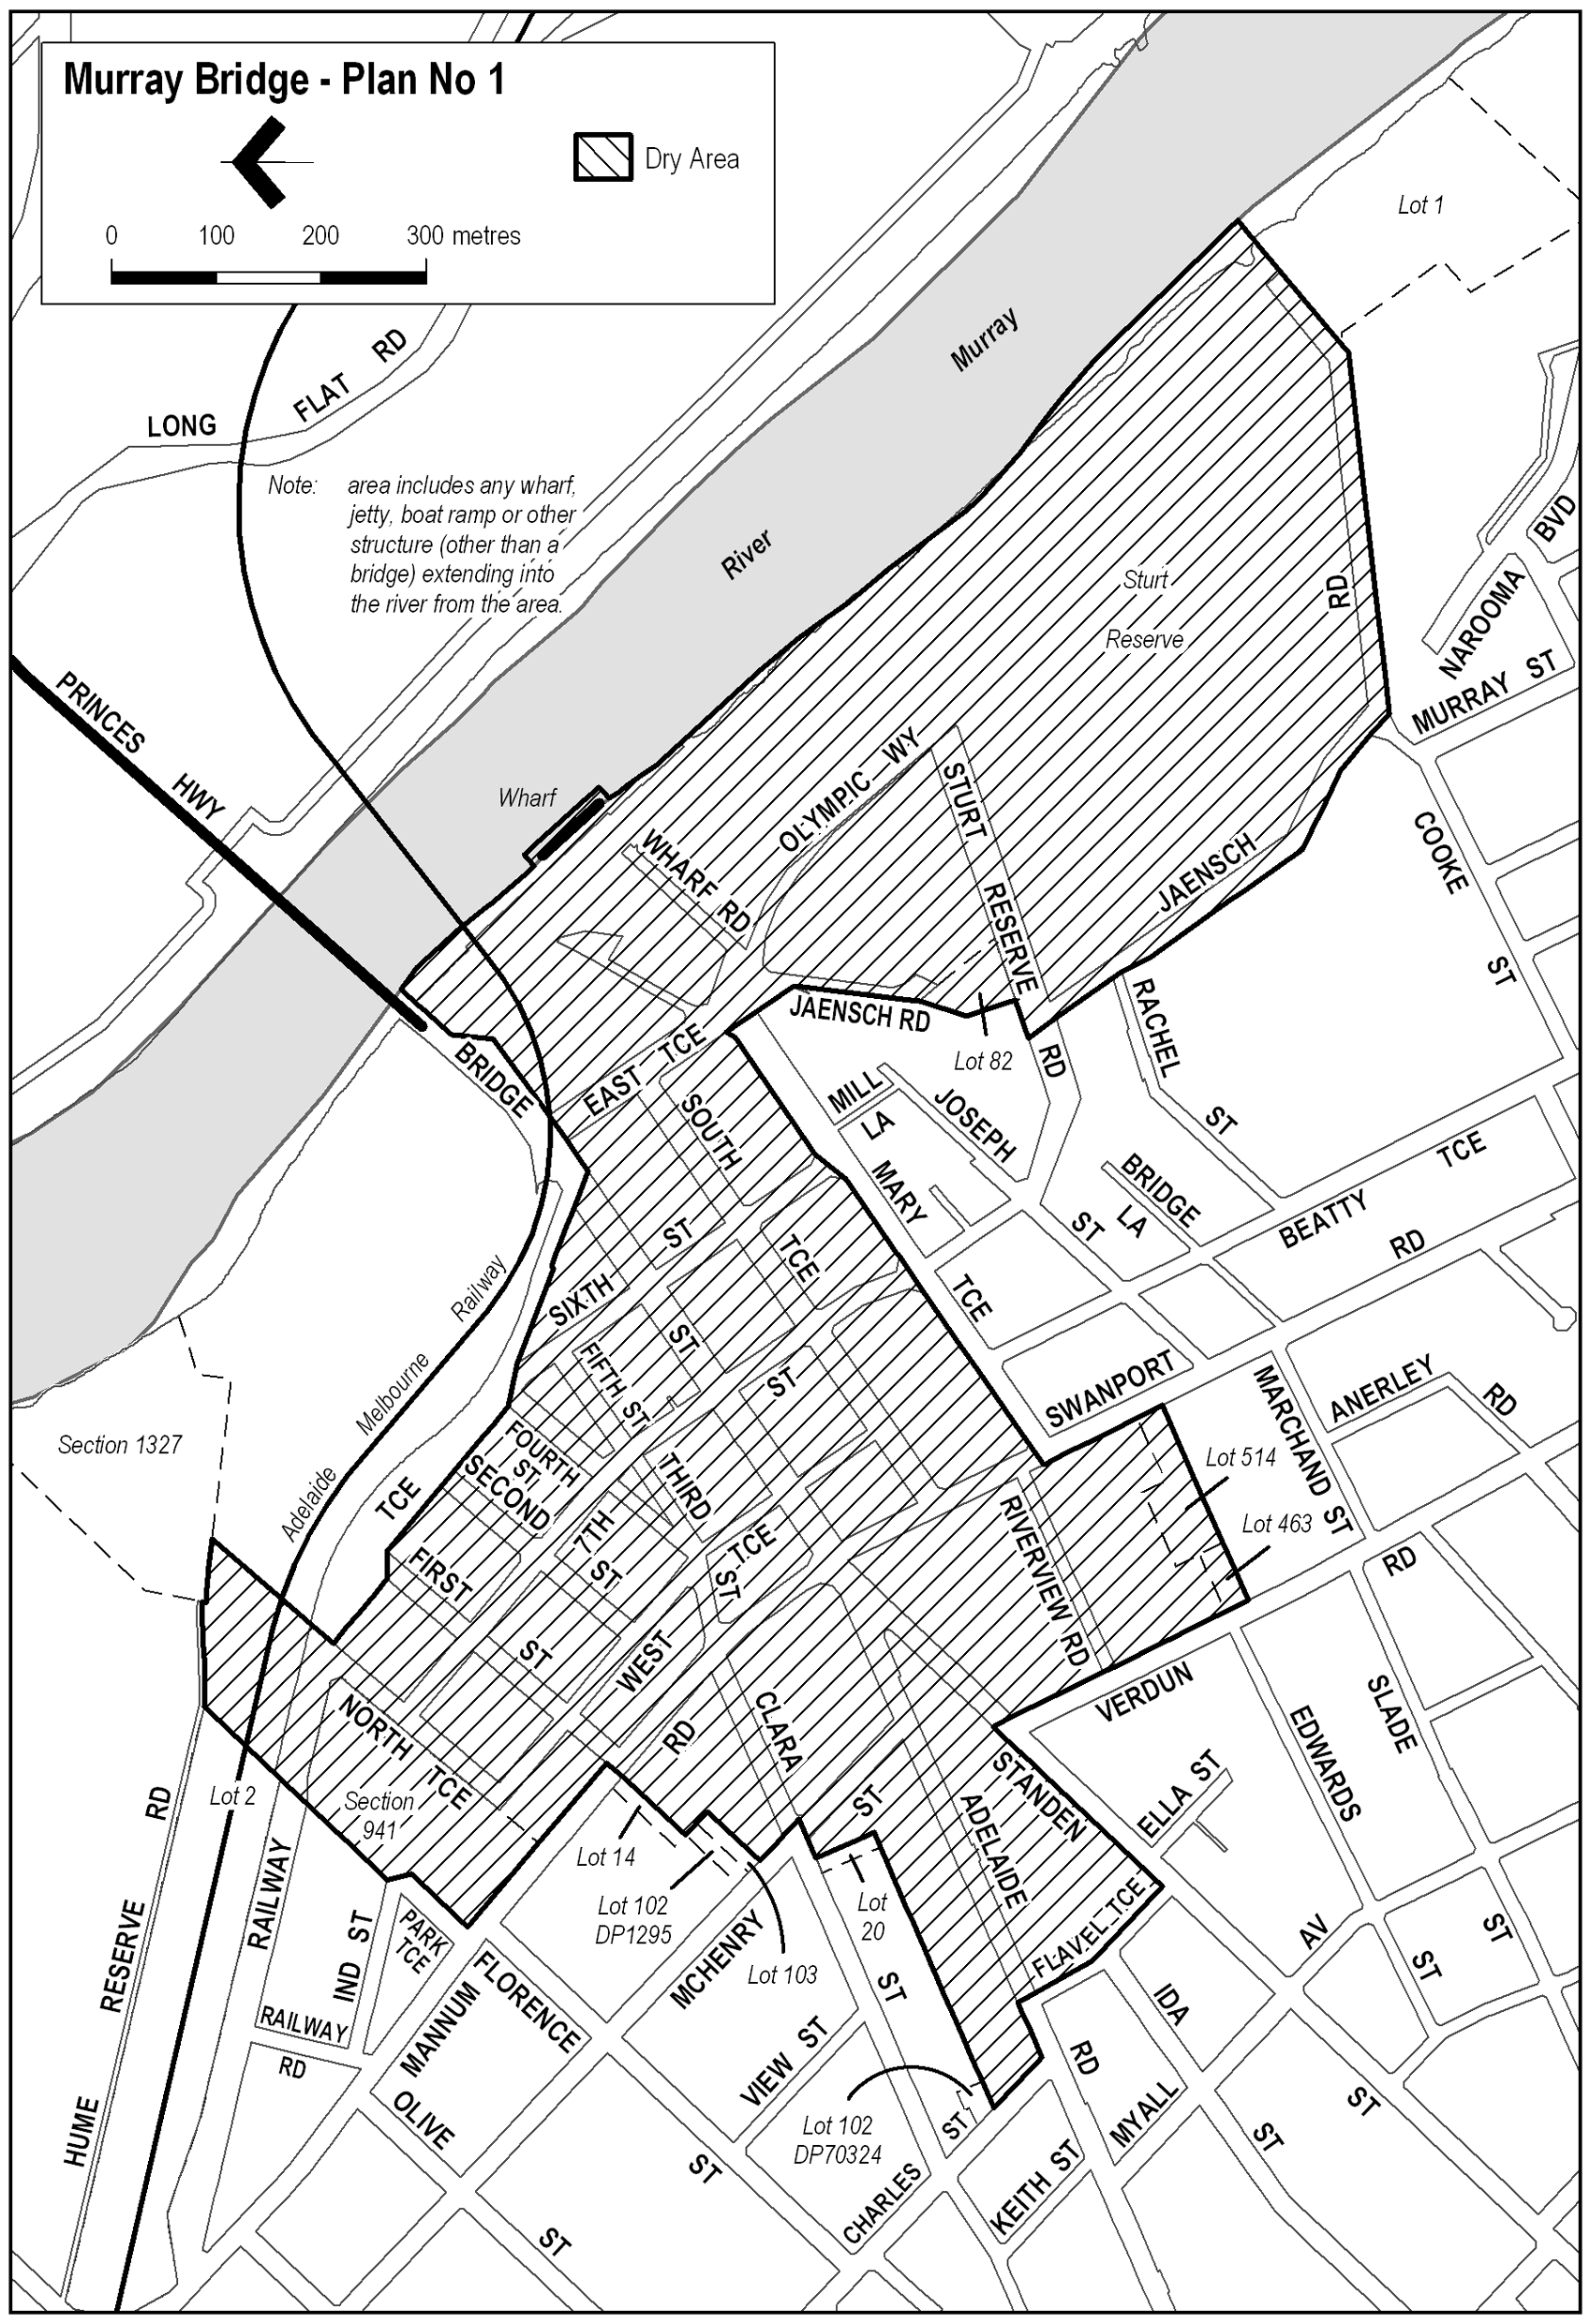 Murray Bridge - Plan No 1
Dry Area
0 100 200 300 metres
Lot 1
LONG FLAT RD
Murray
River
Note: area includes any wharf,
jetty, boat ramp or other
structure (other than a
bridge) extending into
the river from the area.
Sturt
Reserve
RD
BVD
NAROOMA
MURRAY ST
PRINCES HWY
Wharf
OLYMPIC WY
STURT
WHARF RD
RESERVE
JAENSCH
COOKE
ST
JAENSCH RD
Lot 82
RD
RACHEL
ST
BRIDGE
EAST TCE
SOUTH
MILL
LA
JOSEPH
MARY
ST
BRIDGE
LA
BEATTY TCE
RD
ST
TCE
SIXTH
TCE
Railway
ST
FIFTH ST
ST
SWANPORT
MARCHAND ST
ANERLEY
RD
Melbourne
Section 1327
FOURTH
ST
SECOND
THIRD
Lot 514
Adelaide
TCE
RIVERVIEW RD
Lot 463
7TH
TCE
FIRST
ST
ST
RD
ST
WEST
NORTH TCE
RD
CLARA
VERDUN
EDWARDS
SLADE
Lot 2
Section
941
ST
ADELAIDE
STANDEN
ELLA ST
RD
RAILWAY
Lot 14
Lot 102
DP1295
Lot
20
FLAVEL TCE
RESERVE
IND ST
PARK
TCE
MCHENRY
Lot 103
ST
IDA
AV
ST
ST
RAILWAY
RD
MANNUM
FLORENCE
VIEW ST
RD
HUME
OLIVE
Lot 102
DP70324
ST
MYALL
ST
ST
ST
CHARLES
KEITH ST
ST